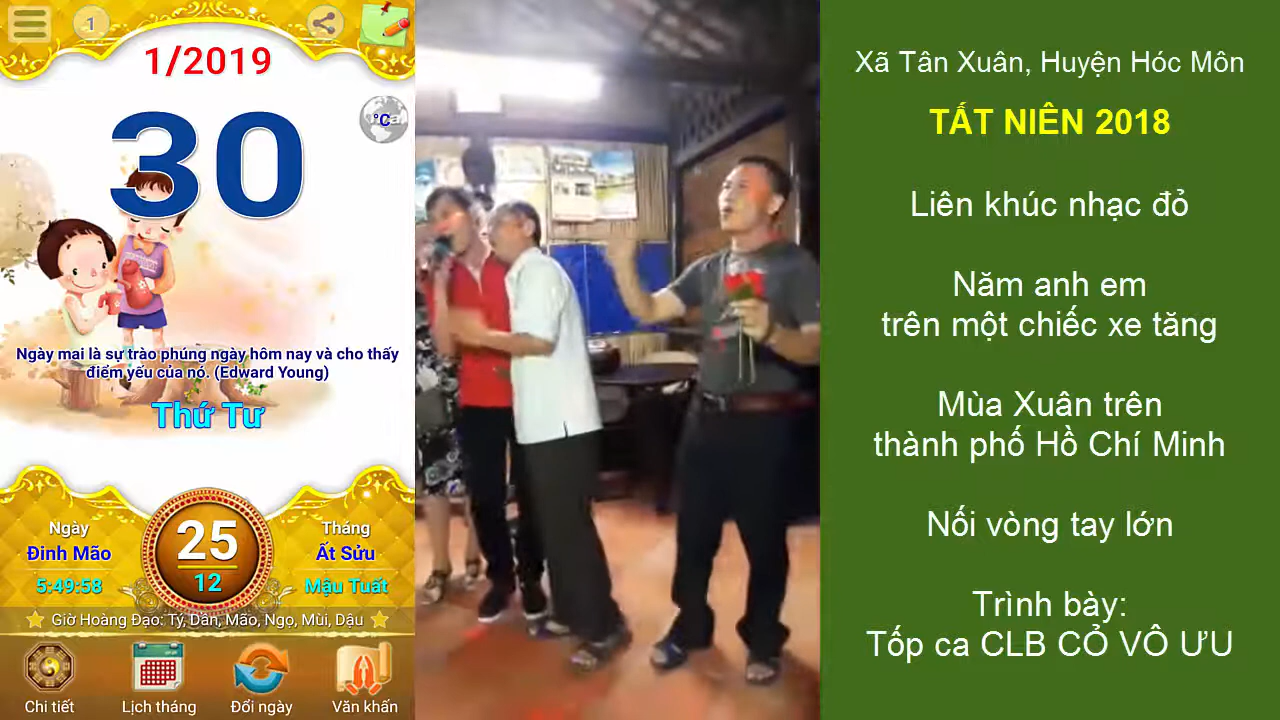 1
1/2019
30
°C
Ngày mai là sự trào phúng ngày hôm nay và cho thấy
điểm yếu của nó. (Edward Young)
Thứ Tư
Ngày
Đinh Mão
5:49:58
25
12
Tháng
Ất Sửu
Mậu Tuất
Giờ Hoàng Đạo: Tý, Dần, Mão, Ngọ, Mùi, Dậu
Chi tiết
Lịch tháng
Đổi ngày
Văn khấn
Xã Tân Xuân, Huyện Hóc Môn
TẤT NIÊN 2018
Liên khúc nhạc đỏ
Năm anh em
trên một chiếc xe tăng
Mùa Xuân trên
thành phố Hồ Chí Minh
Nối vòng tay lớn
Trình bày:
Tốp ca CLB CỎ VÔ ƯU